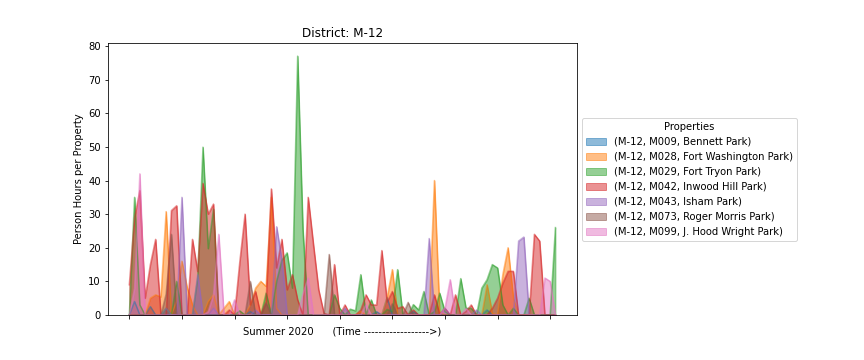 District: M-12
80
70
60
50
40
30
20
10
0
Person Hours per Property
Summer 2020 (Time ------------------>)
Properties
(M-12, M009, Bennett Park)
(M-12, M028, Fort Washington Park)
(M-12, M029, Fort Tryon Park)
(M-12, M042, Inwood Hill Park)
(M-12, M043, Isham Park)
(M-12, M073, Roger Morris Park)
(M-12, M099, J. Hood Wright Park)